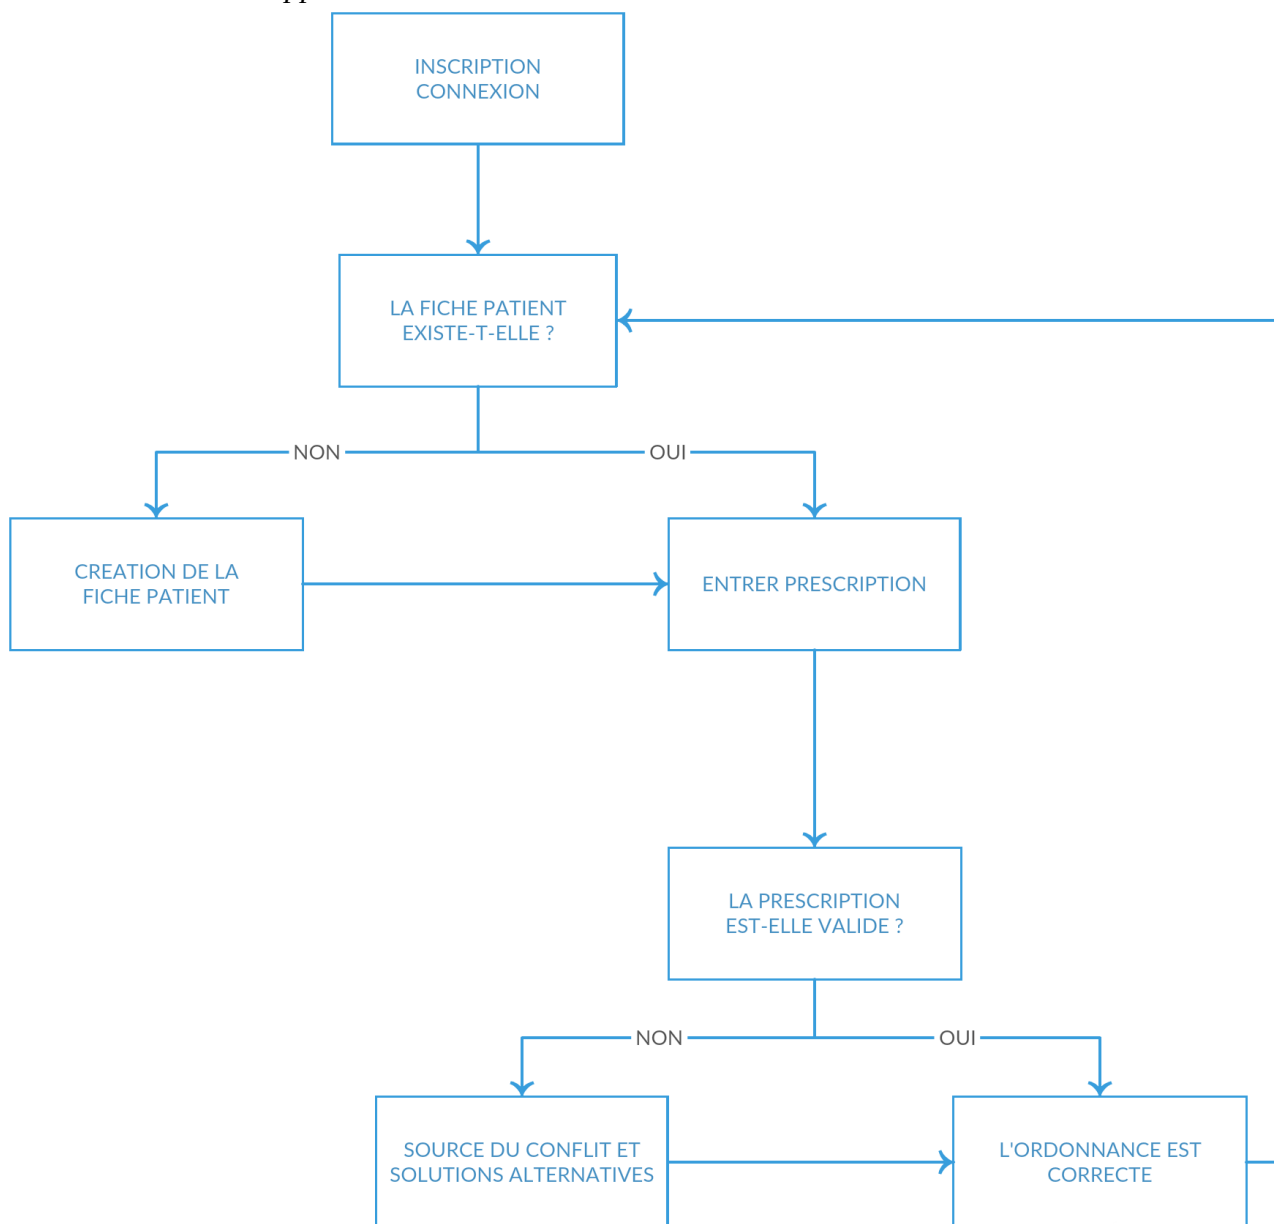 INSCRIPTION
CONNEXION
LA FICHE PATIENT
EXISTE-T-ELLE ?
NON
OUI
CREATION DE LA
FICHE PATIENT
ENTRER PRESCRIPTION
LA PRESCRIPTION
EST-ELLE VALIDE ?
NON
OUI
SOURCE DU CONFLIT ET
SOLUTIONS ALTERNATIVES
L'ORDONNANCE EST
CORRECTE